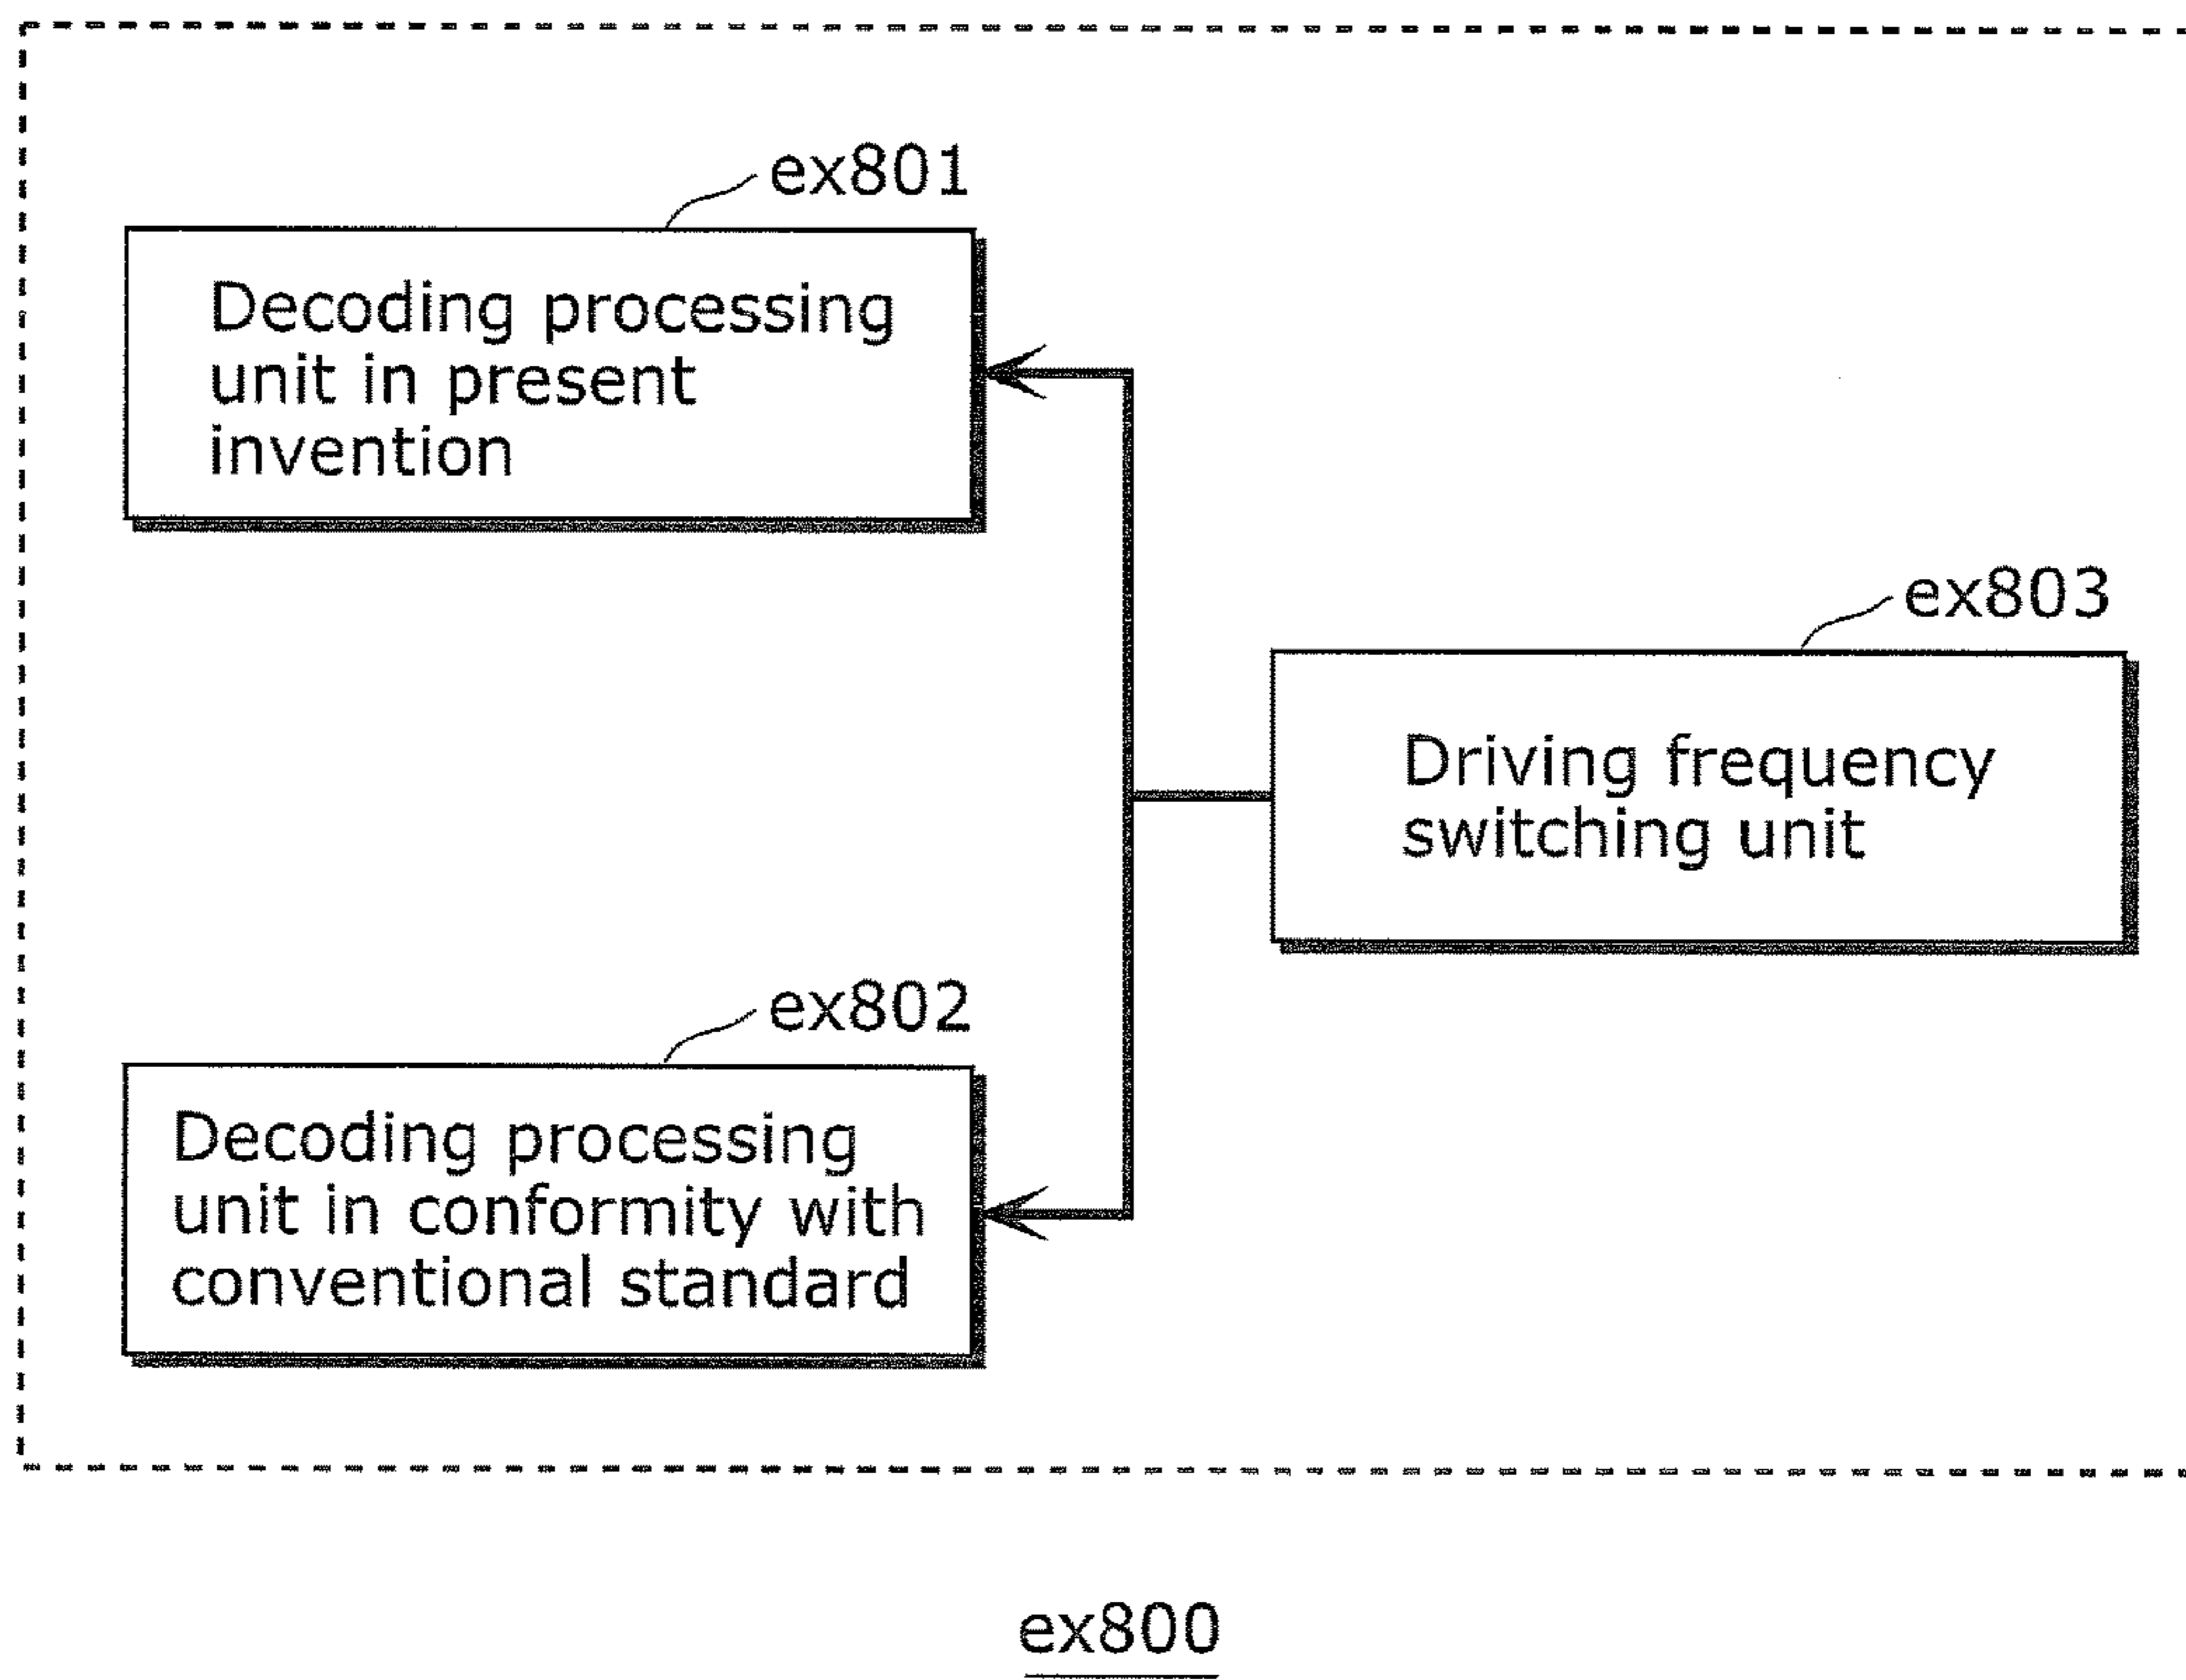 ex801
Decoding processing
unit in present
invention
ex803
Driving frequency
switching unit
ex802
Decoding processing
unit in conformity with
conventional standard
ex800